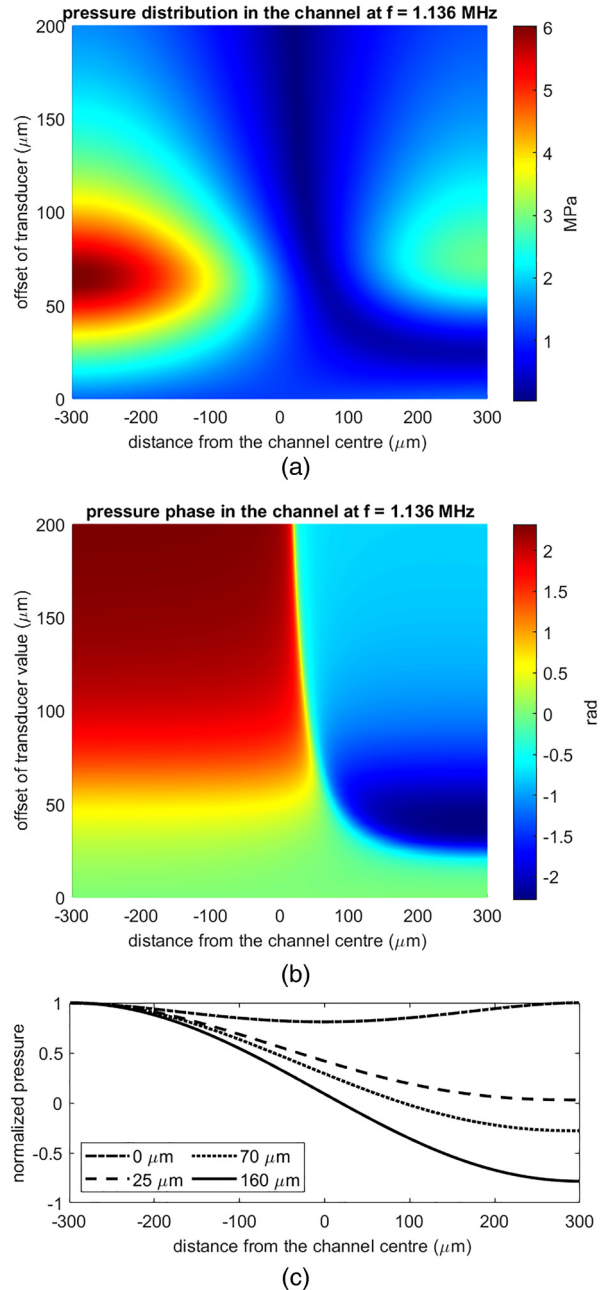 pressure distribution in the channel at f = 1.136 MHz
200
150
100
50
0
offset of transducer (μm)
-300 -200 -100 0 100 200 300
distance from the channel centre (μm)
6
5
4
3
2
1
MPa
(a)
pressure phase in the channel at f = 1.136 MHz
200
150
100
50
0
offset of transducer value (μm)
-300 -200 -100 0 100 200 300
distance from the channel centre (μm)
2
1.5
1
0.5
0
-0.5
-1
-1.5
-2
rad
(b)
1
0.5
0
-0.5
-1
normalized pressure
0 μm 70 μm
25 μm 160 μm
-300 -200 -100 0 100 200 300
distance from the channel centre (μm)
(c)